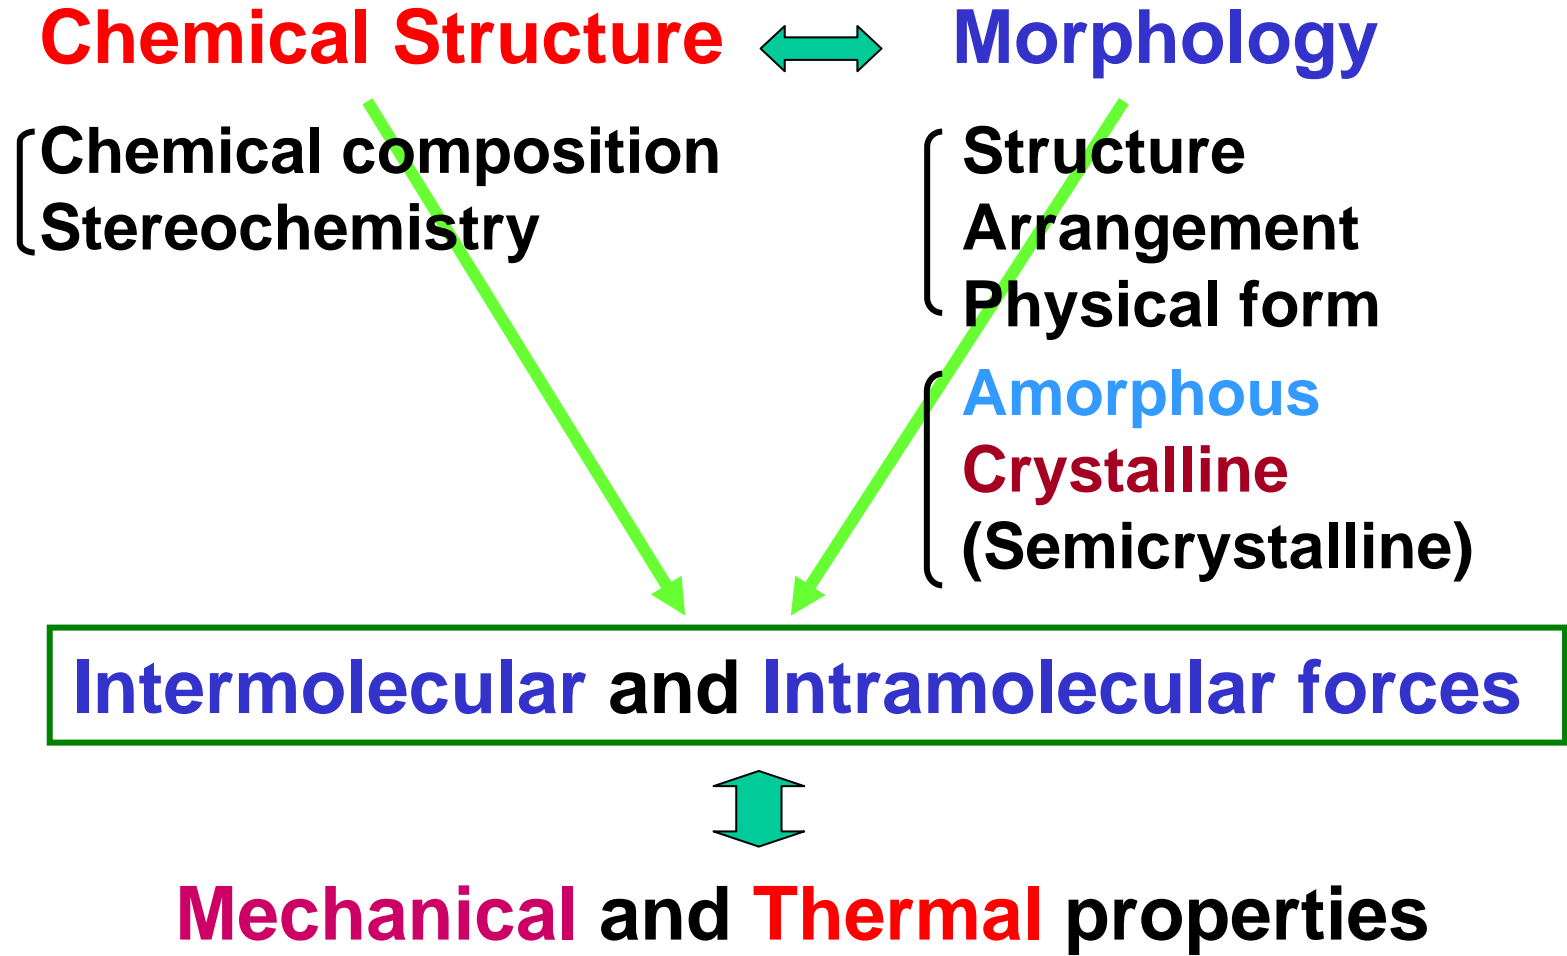 Chemical Structure
Morphology
Chemical composition
Stereochemistry
Structure
Arrangement
Physical form
Amorphous
Crystalline
(Semicrystalline)
Intermolecular and Intramolecular forces
Mechanical and Thermal properties